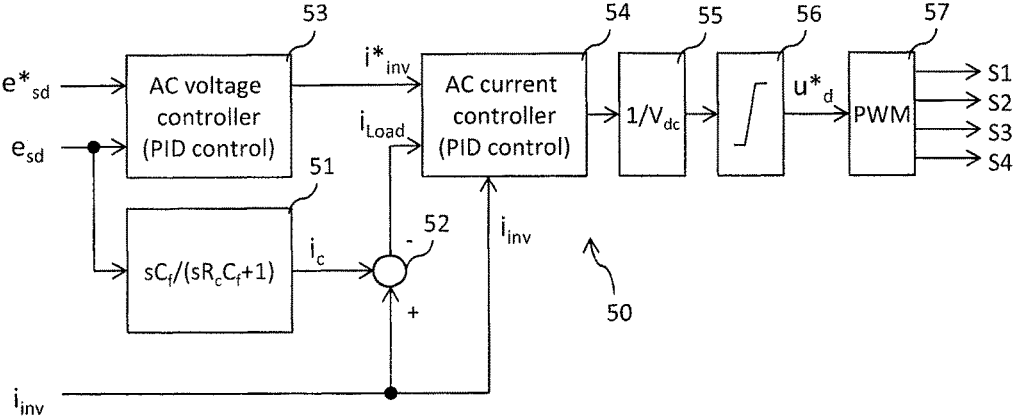 53
54
55
56
57
e*sd
AC voltage
controller
(PID control)
i*inv
AC current
controller
(PID control)
1/Vdc
u*d
PWM
S1
S2
S3
S4
esd
iLoad
51
sCf/(sRcCf+1)
ic
-
52
+
iinv
50
iinv